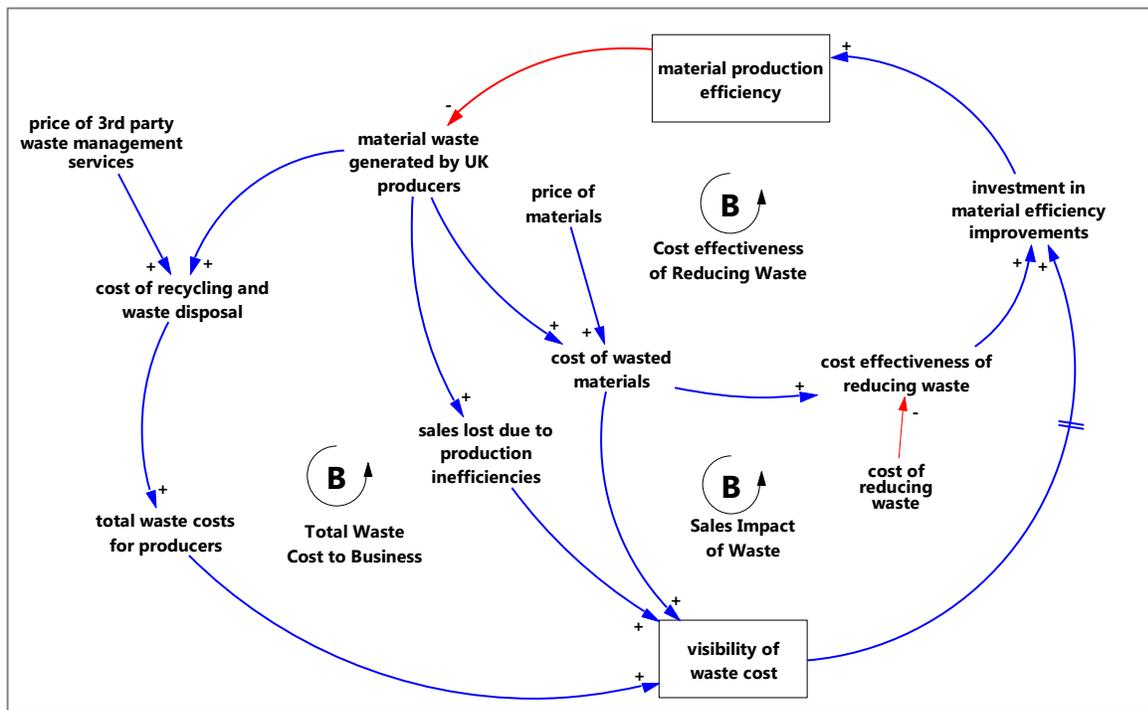 +
material production
efficiency
-
price of 3rd party
waste management
services
material waste
generated by UK
producers
price of
materials
B
Cost effectiveness
of Reducing Waste
investment in
material efficiency
improvements
+
+
+
+
cost of recycling and
waste disposal
+
+
cost of wasted
materials
+
cost effectiveness of
reducing waste
-
+
sales lost due to
production
inefficiencies
cost of
reducing
waste
B
Total Waste
Cost to Business
B
Sales Impact
of Waste
+
total waste costs
for producers
+
+
+
visibility of
waste cost